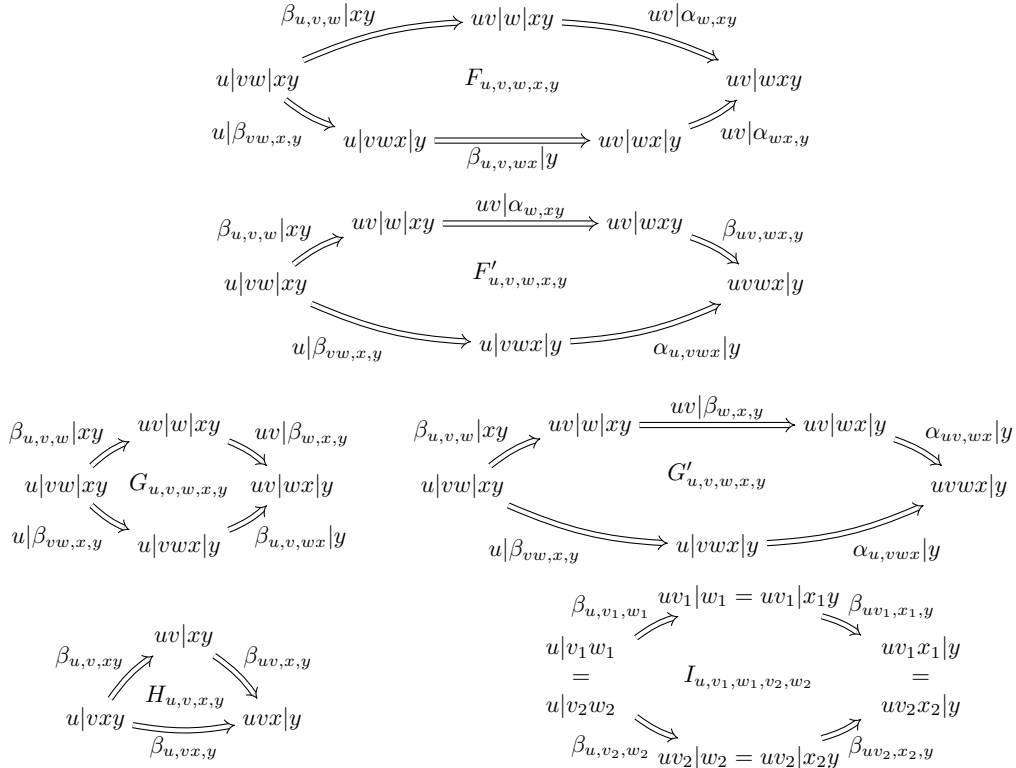 β_{u,v,w}|xy uv|w|xy uv|α_{w,xy}
u|vw|xy F_{u,v,w,x,y} uv|wxy
u|β_{vw,x,y} u|vwx|y β_{u,v,wx}|y uv|wx|y uv|α_{wx,y}
β_{u,v,w}|xy uv|w|xy uv|α_{w,xy} uv|wxy β_{uv,wx,y}
u|vw|xy F′_{u,v,w,x,y} uvwx|y
u|β_{vw,x,y} u|vwx|y α_{u,vwx}|y
β_{u,v,w}|xy uv|w|xy uv|β_{w,x,y}
u|vw|xy G_{u,v,w,x,y} uv|wx|y
u|β_{vw,x,y} u|vwx|y β_{u,v,wx}|y
β_{u,v,w}|xy uv|w|xy uv|β_{w,x,y} uv|wx|y α_{uv,wx}|y
u|vw|xy G′_{u,v,w,x,y} uvwx|y
u|β_{vw,x,y} u|vwx|y α_{u,vwx}|y
uv|xy
β_{u,v,xy} β_{uv,x,y}
H_{u,v,x,y}
u|vxy uvx|y
β_{u,vx,y}
β_{u,v_1,w_1} uv_1|w_1 = uv_1|x_1y β_{uv_1,x_1,y}
u|v_1w_1 uv_1x_1|y
= I_{u,v_1,w_1,v_2,w_2} =
u|v_2w_2 uv_2x_2|y
β_{u,v_2,w_2} uv_2|w_2 = uv_2|x_2y β_{uv_2,x_2,y}